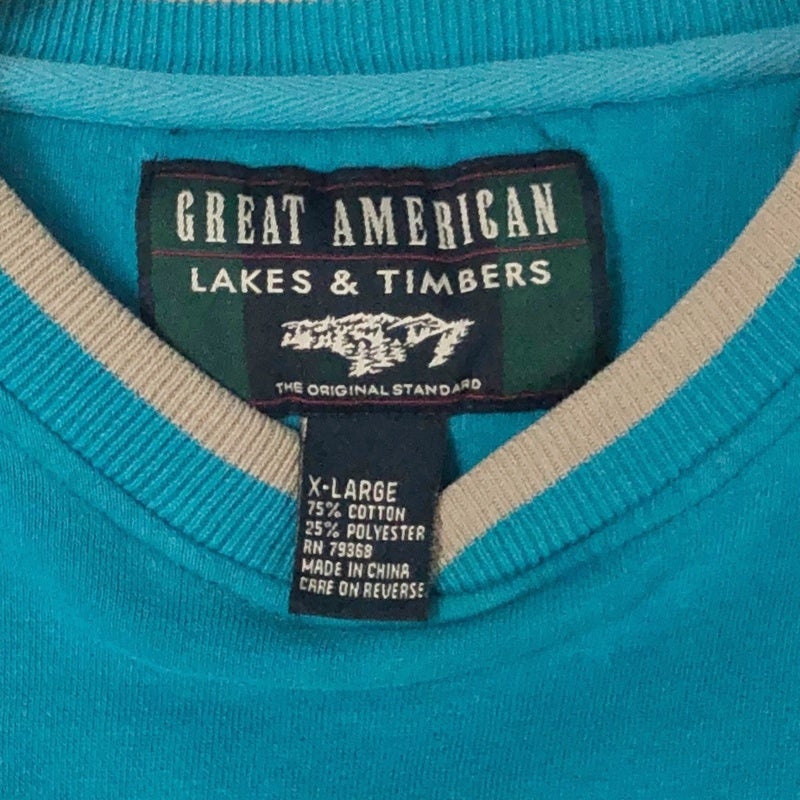 GREAT AMERICAN
LAKES & TIMBERS
THE ORIGINAL STANDARD
X-LARGE
75% COTTON
25% POLYESTER
RN 79368
MADE IN CHINA
CARE ON REVERSE